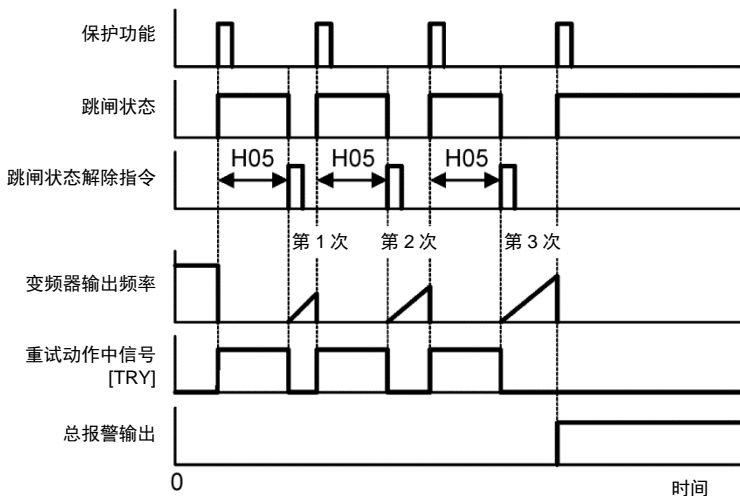 保护功能
跳闸状态
H05 H05 H05
跳闸状态解除指令
第 1 次 第 2 次 第 3 次
变频器输出频率
重试动作中信号
[TRY]
总报警输出
0 时间